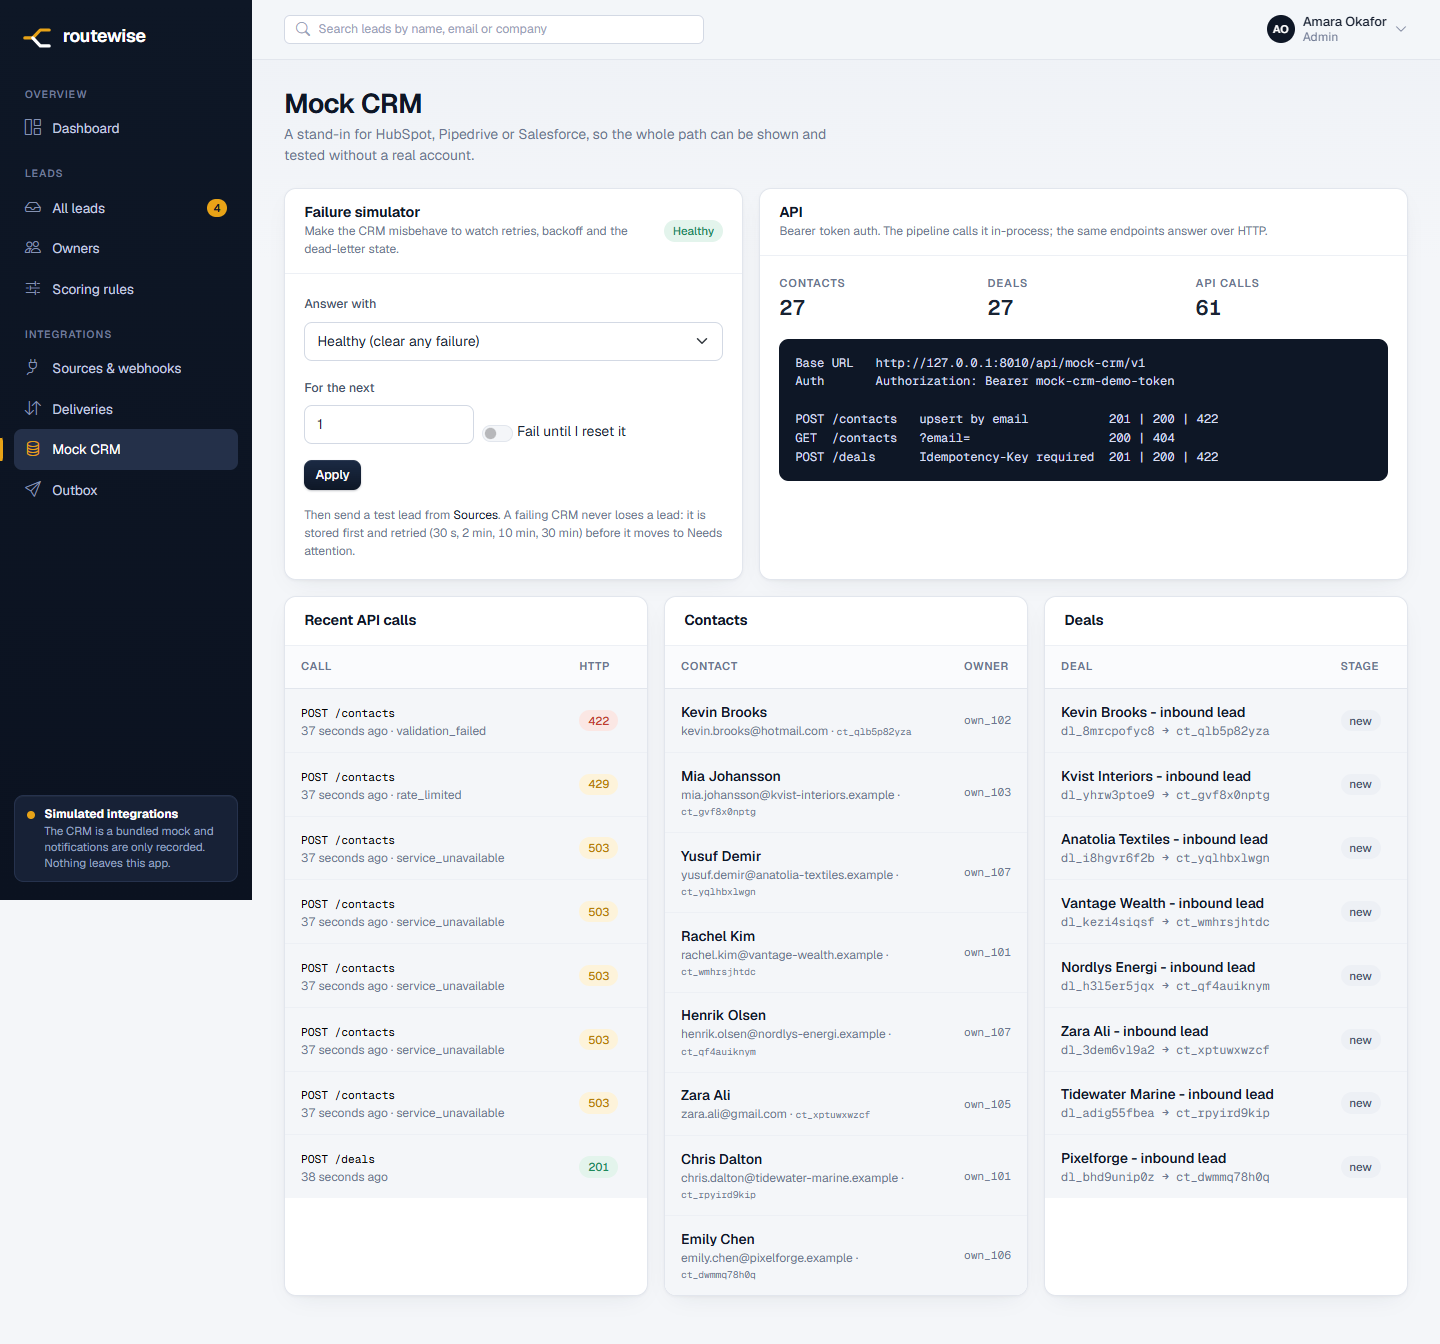 routewise
OVERVIEW
Dashboard
LEADS
All leads 4
Owners
Scoring rules
INTEGRATIONS
Sources & webhooks
Deliveries
Mock CRM
Outbox
Simulated integrations
The CRM is a bundled mock and
notifications are only recorded.
Nothing leaves this app.
Search leads by name, email or company
AO
Amara Okafor
Admin
Mock CRM
A stand-in for HubSpot, Pipedrive or Salesforce, so the whole path can be shown and
tested without a real account.
Failure simulator
Make the CRM misbehave to watch retries, backoff and the
dead-letter state.
Healthy
Answer with
Healthy (clear any failure)
For the next
1
Fail until I reset it
Apply
Then send a test lead from Sources. A failing CRM never loses a lead: it is
stored first and retried (30 s, 2 min, 10 min, 30 min) before it moves to Needs
attention.
API
Bearer token auth. The pipeline calls it in-process; the same endpoints answer over HTTP.
CONTACTS DEALS API CALLS
27 27 61
Base URL http://127.0.0.1:8010/api/mock-crm/v1
Auth Authorization: Bearer mock-crm-demo-token
POST /contacts upsert by email 201 | 200 | 422
GET /contacts ?email= 200 | 404
POST /deals Idempotency-Key required 201 | 200 | 422
Recent API calls
CALL HTTP
POST /contacts
37 seconds ago · validation_failed
422
POST /contacts
37 seconds ago · rate_limited
429
POST /contacts
37 seconds ago · service_unavailable
503
POST /contacts
37 seconds ago · service_unavailable
503
POST /contacts
37 seconds ago · service_unavailable
503
POST /contacts
37 seconds ago · service_unavailable
503
POST /contacts
37 seconds ago · service_unavailable
503
POST /deals
38 seconds ago
201
Contacts
CONTACT OWNER
Kevin Brooks
kevin.brooks@hotmail.com · ct_qlb5p82yza
own_102
Mia Johansson
mia.johansson@kvist-interiors.example ·
ct_gvf8x0nptg
own_103
Yusuf Demir
yusuf.demir@anatolia-textiles.example ·
ct_yqlhbxlwgn
own_107
Rachel Kim
rachel.kim@vantage-wealth.example ·
ct_wmhrsjhtdc
own_101
Henrik Olsen
henrik.olsen@nordlys-energi.example ·
ct_qf4auiknym
own_107
Zara Ali
zara.ali@gmail.com · ct_xptuwxwzcf
own_105
Chris Dalton
chris.dalton@tidewater-marine.example ·
ct_rpyird9kip
own_101
Emily Chen
emily.chen@pixelforge.example ·
ct_dwmmq78h0q
own_106
Deals
DEAL STAGE
Kevin Brooks - inbound lead
dl_8mrcpofyc8 → ct_qlb5p82yza
new
Kvist Interiors - inbound lead
dl_yhrw3ptoe9 → ct_gvf8x0nptg
new
Anatolia Textiles - inbound lead
dl_i8hgvr6f2b → ct_yqlhbxlwgn
new
Vantage Wealth - inbound lead
dl_kezi4siqsf → ct_wmhrsjhtdc
new
Nordlys Energi - inbound lead
dl_h3l5er5jqx → ct_qf4auiknym
new
Zara Ali - inbound lead
dl_3dem6vl9a2 → ct_xptuwxwzcf
new
Tidewater Marine - inbound lead
dl_adig55fbea → ct_rpyird9kip
new
Pixelforge - inbound lead
dl_bhd9unip0z → ct_dwmmq78h0q
new